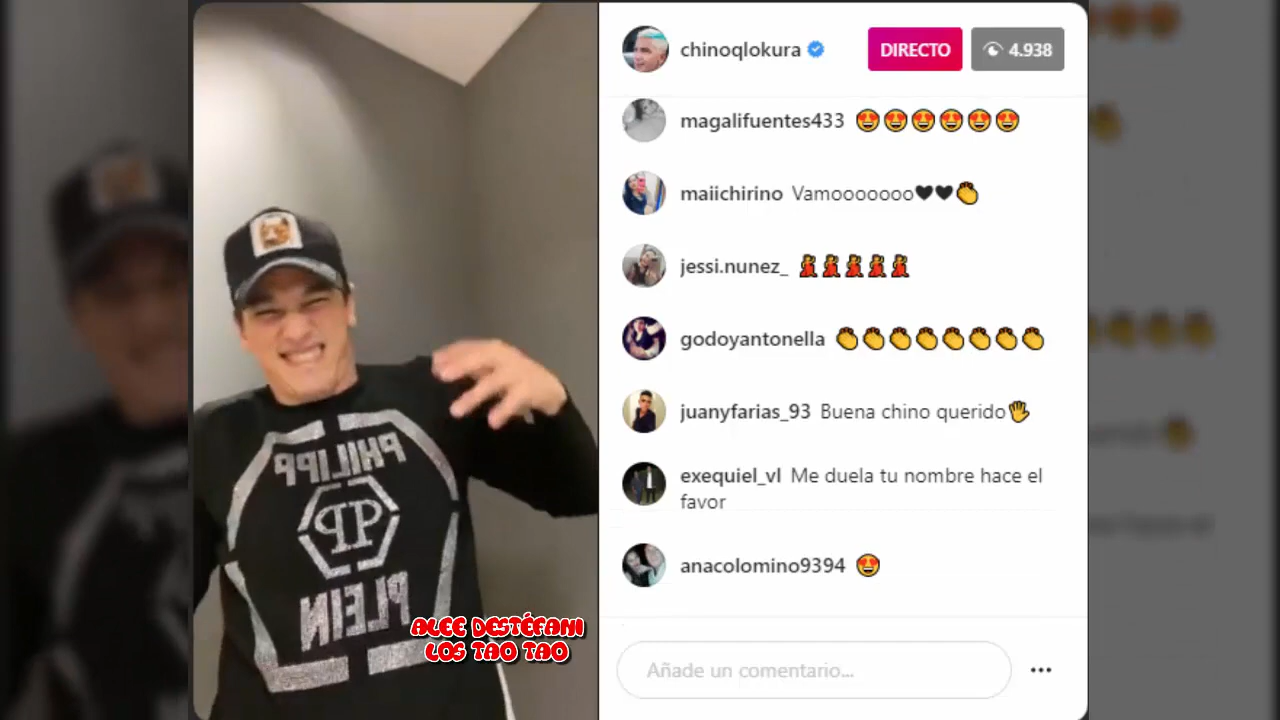 chinoqlokura
DIRECTO
4.938
magalifuentes433 😍😍😍😍😍😍
maiichirino Vamooooooo🖤🖤👏
jessi.nunez_ 💃💃💃💃💃
godoyantonella 👏👏👏👏👏👏👏👏
juanyfarias_93 Buena chino querido🖐
exequiel_vl Me duela tu nombre hace el
favor
anacolomino9394 😍
Añade un comentario...
PHILIPP
PP
PLEIN
ALEE DESTÉFANI
LOS TAO TAO